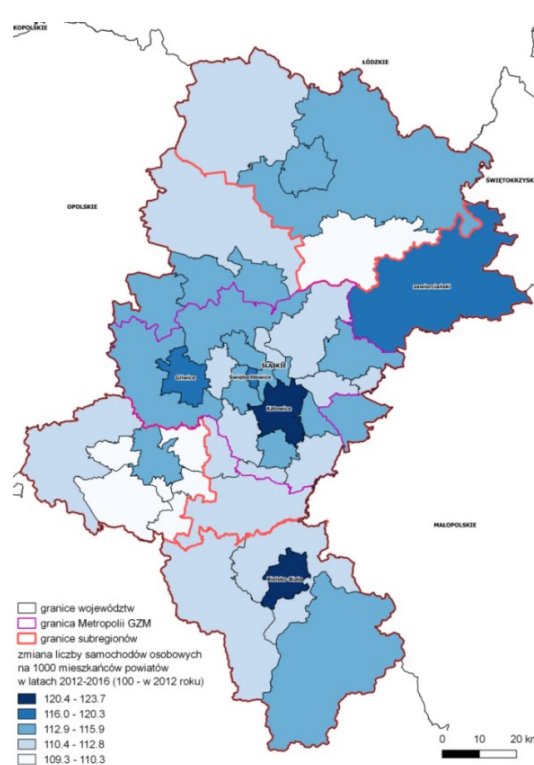 KOPOLSKIE
ŁÓDZKIE
ŚWIĘTOKRZYSK
OPOLSKIE
zawierciański
ŚLĄSKIE
Gliwice
Świętochłowice
Katowice
MAŁOPOLSKIE
Bielsko-Biała
granice województw
granica Metropolii GZM
granice subregionów
zmiana liczby samochodów osobowych
na 1000 mieszkańców powiatów
w latach 2012-2016 (100 - w 2012 roku)
120.4 - 123.7
116.0 - 120.3
112.9 - 115.9
110.4 - 112.8
109.3 - 110.3
0 10 20 km